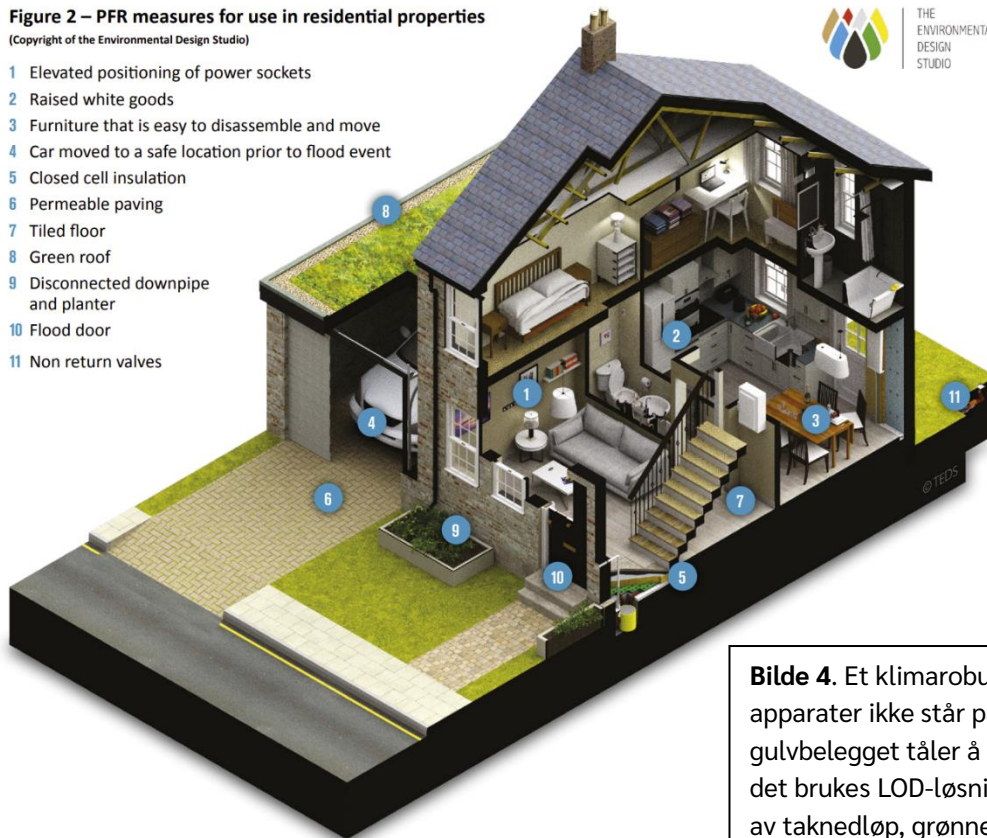 Figure 2 – PFR measures for use in residential properties
(Copyright of the Environmental Design Studio)
1 Elevated positioning of power sockets
2 Raised white goods
3 Furniture that is easy to disassemble and move
4 Car moved to a safe location prior to flood event
5 Closed cell insulation
6 Permeable paving
7 Tiled floor
8 Green roof
9 Disconnected downpipe
and planter
10 Flood door
11 Non return valves
THE
ENVIRONMENTA
DESIGN
STUDIO
8
2
1
11
3
4
6
7
9
10
5
©TEDS
Bilde 4. Et klimarobu
apparater ikke står p
gulvbelegget tåler å
det brukes LOD-løsni
av taknedløp, grønne